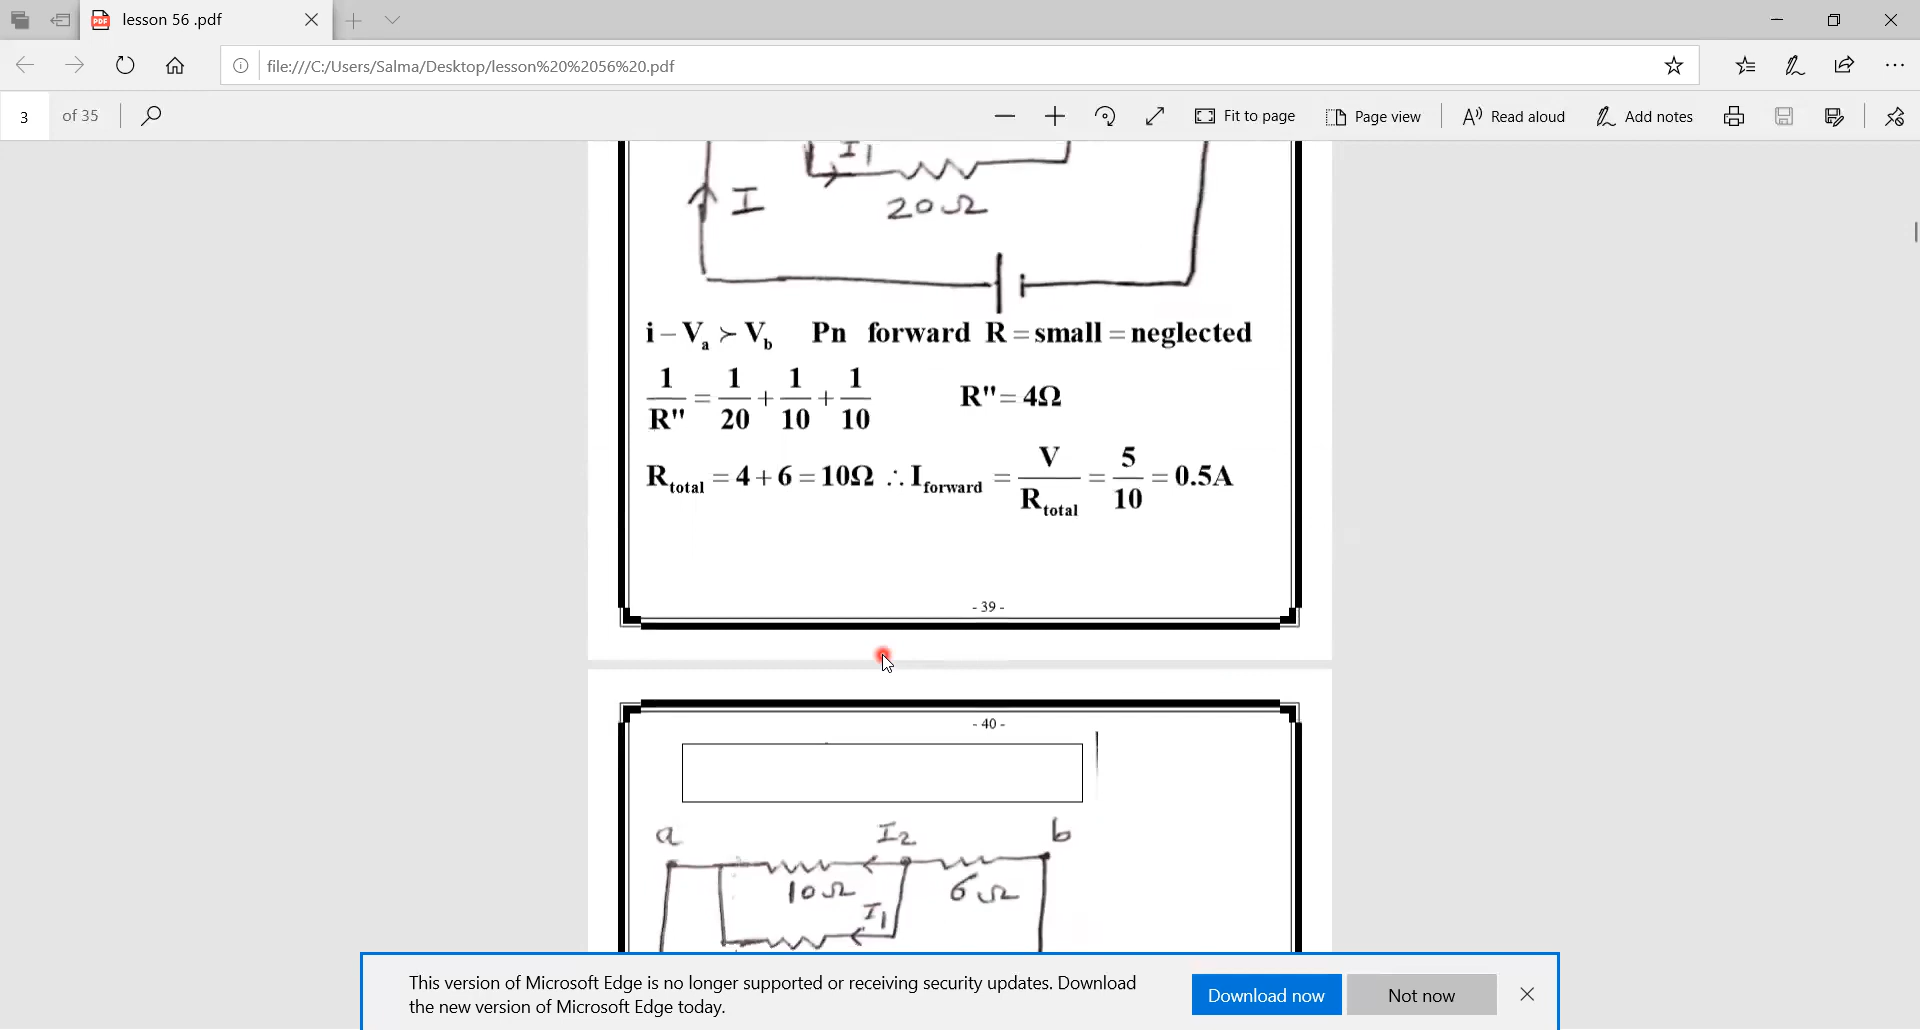 lesson 56 .pdf
file:///C:/Users/Salma/Desktop/lesson%20%2056%20.pdf
3 of 35
Fit to page
Page view
Read aloud
Add notes
I1
I
20Ω
i – Va ≻ Vb Pn forward R = small = neglected
1/R" = 1/20 + 1/10 + 1/10 R" = 4Ω
Rtotal = 4 + 6 = 10Ω ∴ Iforward = V/Rtotal = 5/10 = 0.5A
- 39 -
- 40 -
a I2 b
10Ω 6Ω
I1
This version of Microsoft Edge is no longer supported or receiving security updates. Download
the new version of Microsoft Edge today.
Download now
Not now